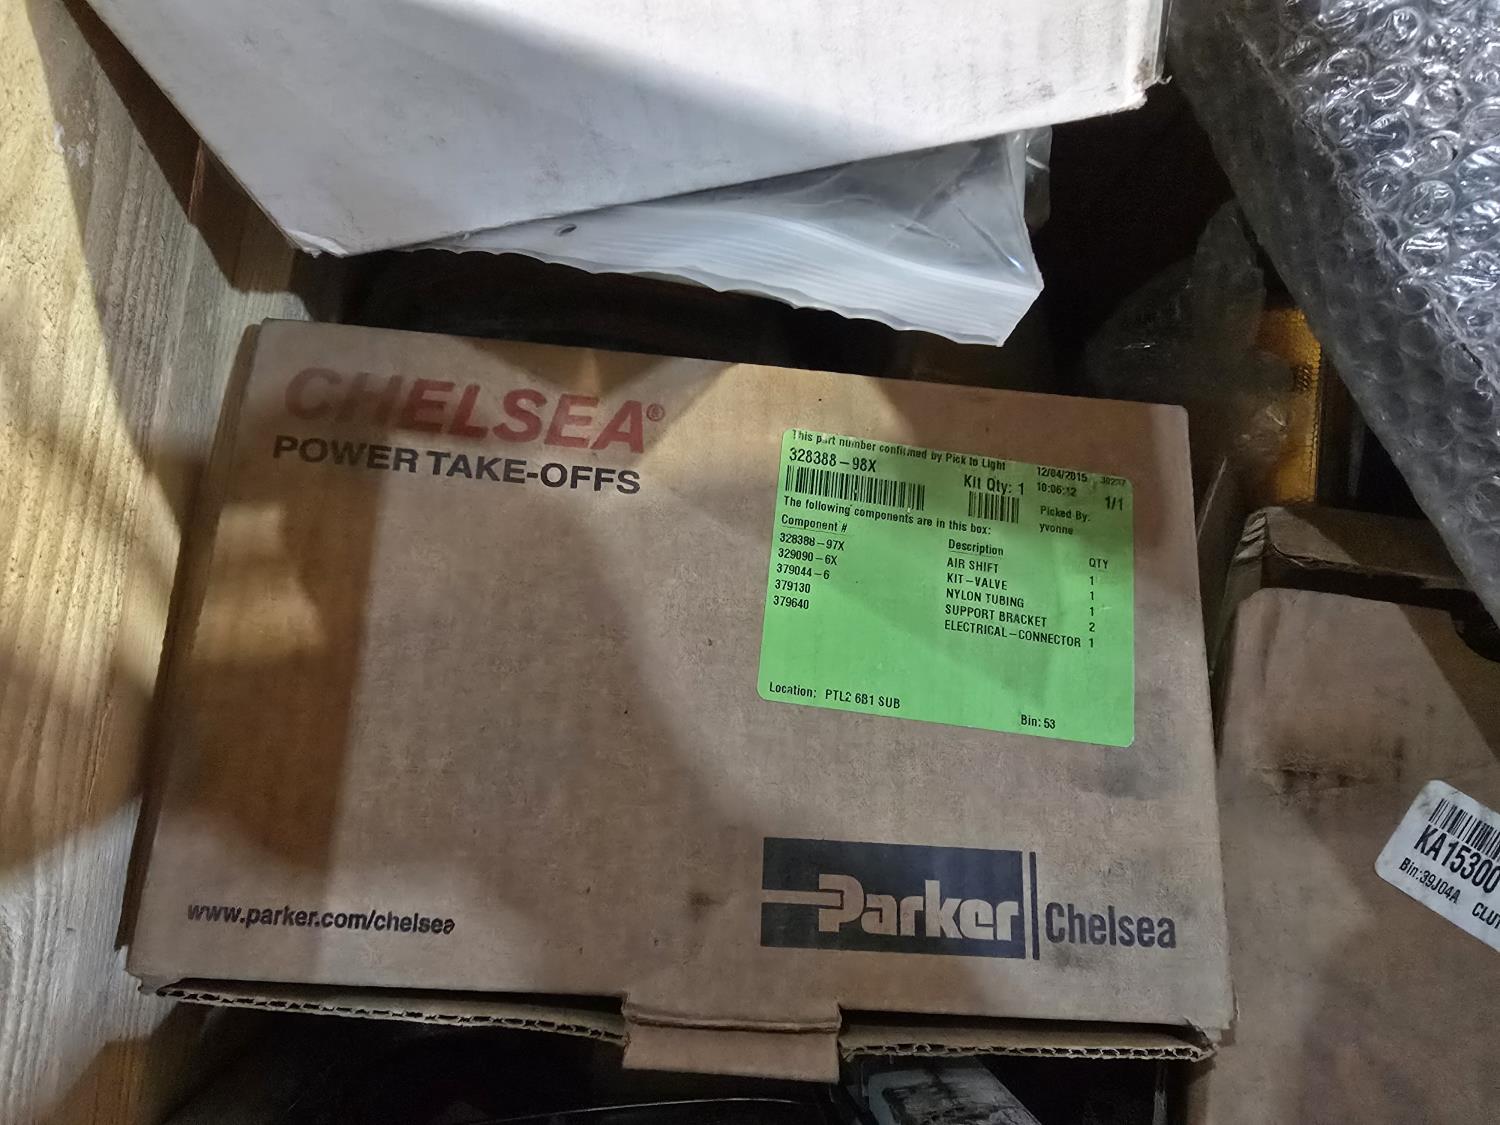 CHELSEA®
POWER TAKE-OFFS
This part number confirmed by Pick to Light
328388-98X
Kit Qty: 1
12/04/2015 30237
10:06:12
1/1
Picked By:
yvonne
The following components are in this box:
Component # Description QTY
328388-97X AIR SHIFT 1
329090-6X KIT-VALVE 1
379044-6 NYLON TUBING 1
379130 SUPPORT BRACKET 2
379640 ELECTRICAL-CONNECTOR 1
Location: PTL2 6B1 SUB
Bin: 53
www.parker.com/chelsea
Parker Chelsea
KA15300
Bin:39J04A